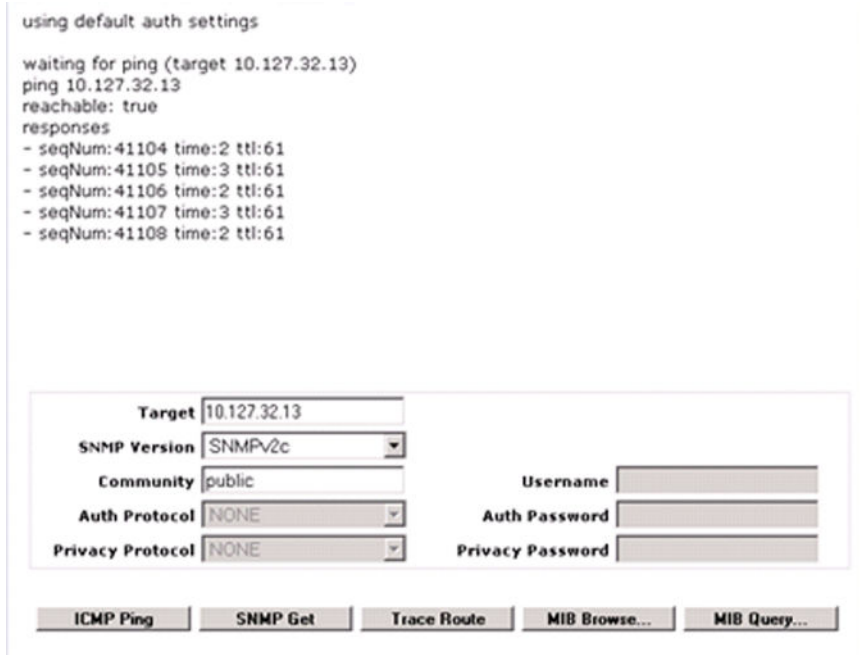 using default auth settings
waiting for ping (target 10.127.32.13)
ping 10.127.32.13
reachable: true
responses
- seqNum:41104 time:2 ttl:61
- seqNum:41105 time:3 ttl:61
- seqNum:41106 time:2 ttl:61
- seqNum:41107 time:3 ttl:61
- seqNum:41108 time:2 ttl:61
Target 10.127.32.13
SNMP Version SNMPv2c
Community public Username
Auth Protocol NONE Auth Password
Privacy Protocol NONE Privacy Password
ICMP Ping SNMP Get Trace Route MIB Browse... MIB Query...